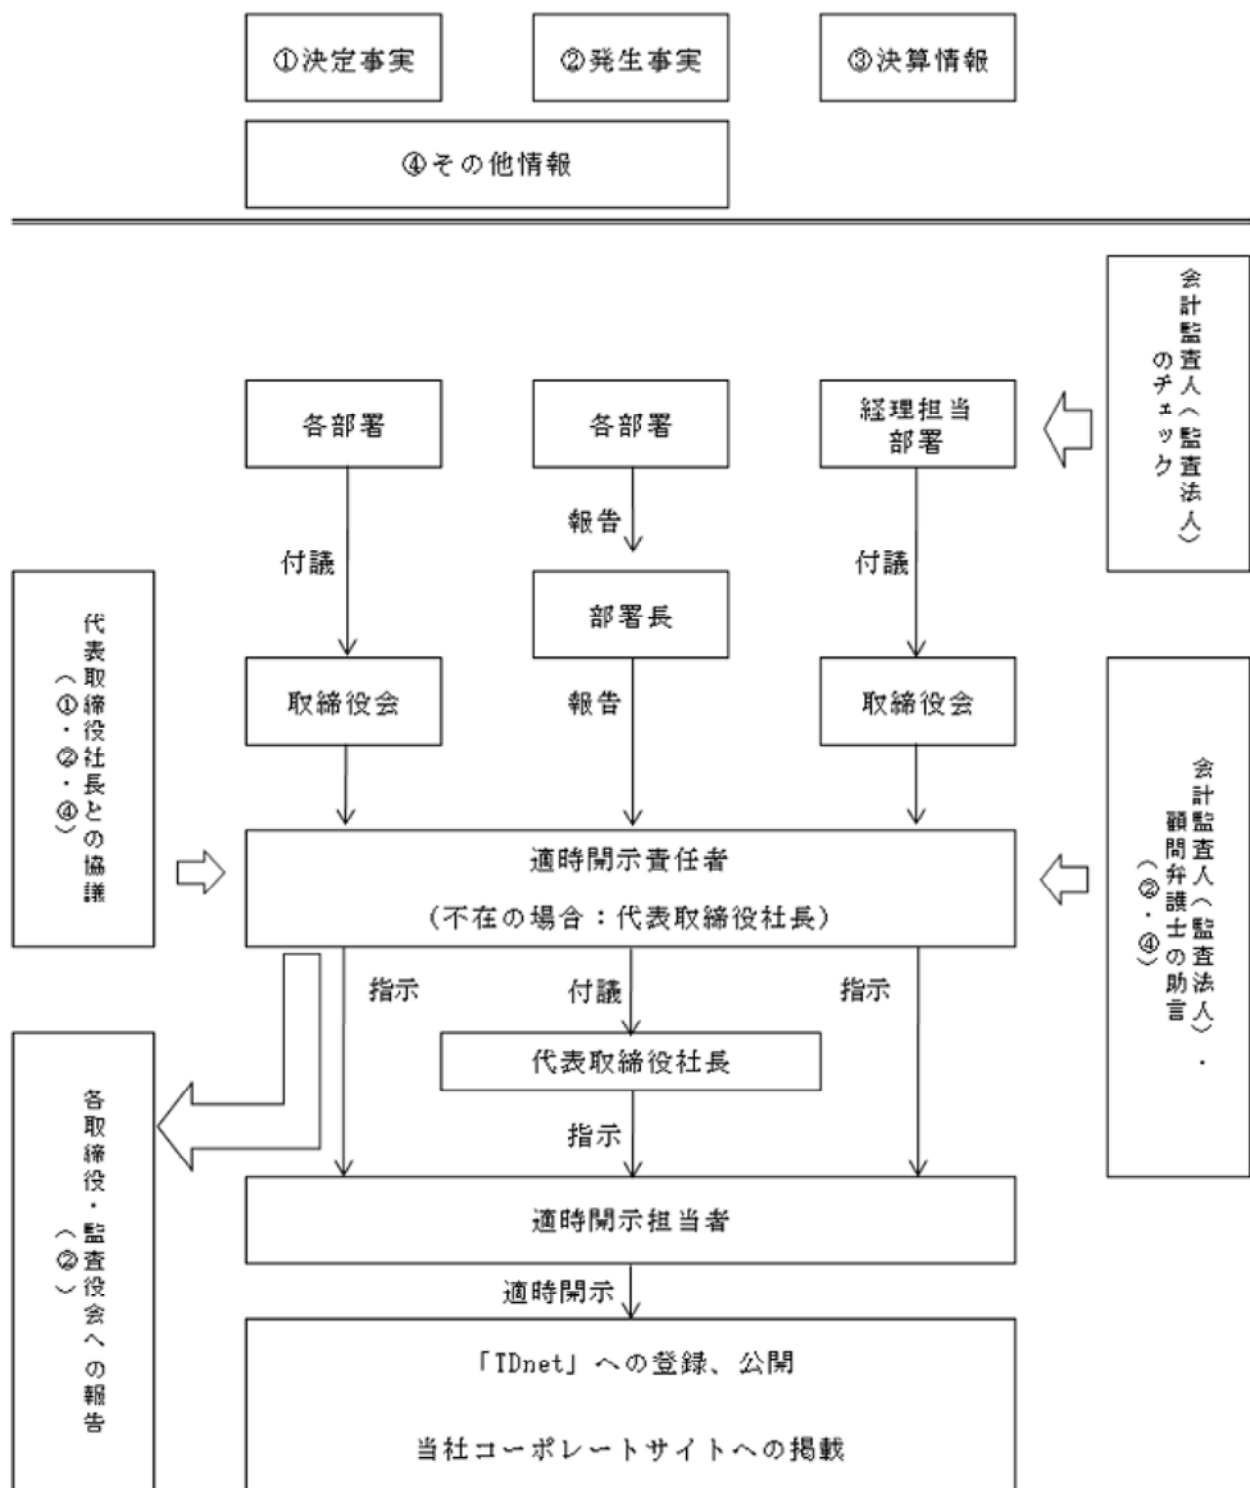 ①決定事実
②発生事実
③決算情報
④その他情報
会計監査人（監査法人）
のチェック
各部署
各部署
経理担当
部署
報告
付議
付議
代表取締役社長との協議
（①・②・④）
部署長
取締役会
報告
取締役会
会計監査人（監査法人）・
顧問弁護士の助言
（②・④）
適時開示責任者
（不在の場合：代表取締役社長）
指示
付議
指示
代表取締役社長
各取締役・監査役会への報告
（②）
指示
適時開示担当者
適時開示
「TDnet」への登録、公開
当社コーポレートサイトへの掲載